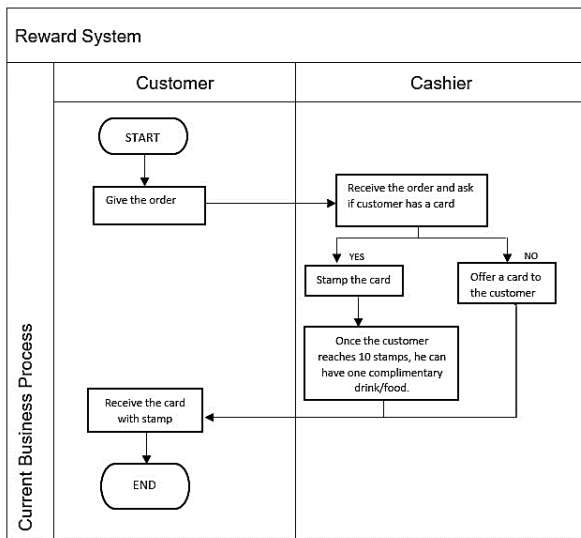 Reward System
Customer
Cashier
START
Give the order
Receive the order and ask
if customer has a card
YES
NO
Stamp the card
Offer a card to
the customer
Once the customer
reaches 10 stamps, he can
have one complimentary
drink/food.
Receive the card
with stamp
END
Current Business Process